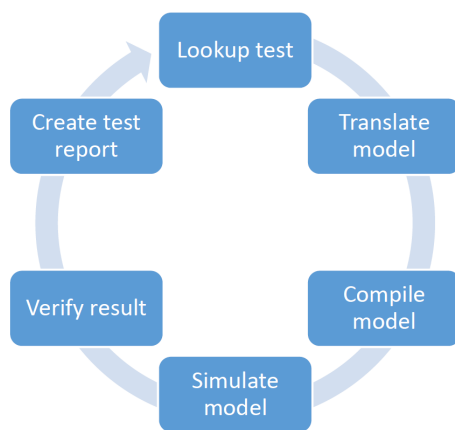 Lookup test
Translate
model
Compile
model
Simulate
model
Verify result
Create test
report